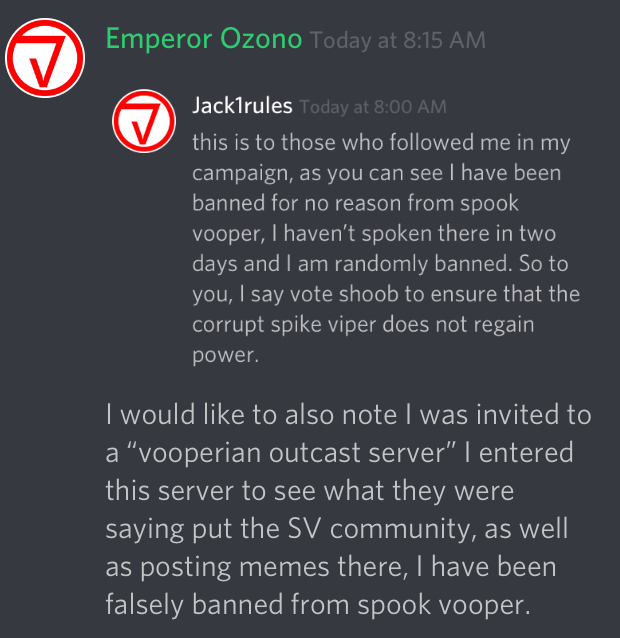 Emperor Ozono Today at 8:15 AM
Jack1rules Today at 8:00 AM
this is to those who followed me in my
campaign, as you can see I have been
banned for no reason from spook
vooper, I haven't spoken there in two
days and I am randomly banned. So to
you, I say vote shoob to ensure that the
corrupt spike viper does not regain
power.
I would like to also note I was invited to
a “vooperian outcast server” I entered
this server to see what they were
saying put the SV community, as well
as posting memes there, I have been
falsely banned from spook vooper.